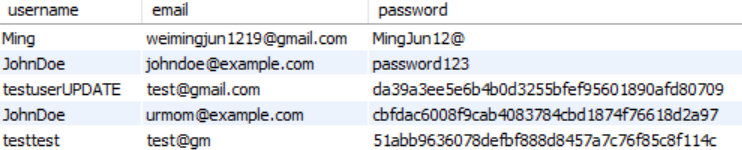 username email password
Ming weimingjun1219@gmail.com MingJun12@
JohnDoe johndoe@example.com password123
testuserUPDATE test@gmail.com da39a3ee5e6b4b0d3255bfef95601890afd80709
JohnDoe urmom@example.com cbfdac6008f9cab4083784cbd1874f76618d2a97
testtest test@gm 51abb9636078defbf888d8457a7c76f85c8f114c